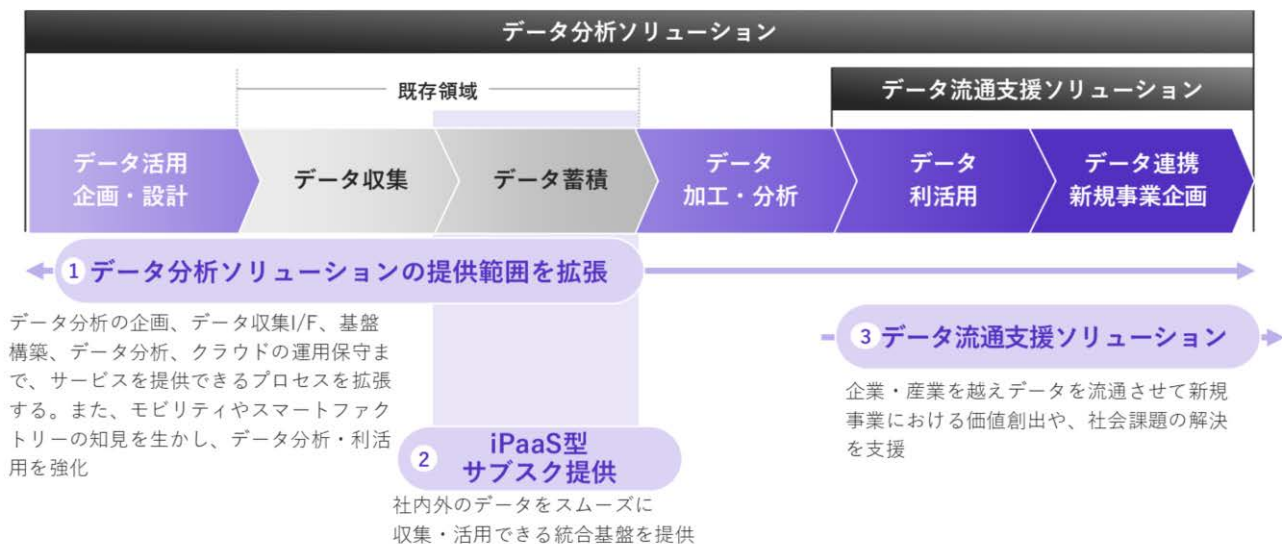 データ分析ソリューション
既存領域
データ流通支援ソリューション
データ活用
企画・設計
データ収集
データ蓄積
データ
加工・分析
データ
利活用
データ連携
新規事業企画
1 データ分析ソリューションの提供範囲を拡張
データ分析の企画、データ収集I/F、基盤
構築、データ分析、クラウドの運用保守ま
で、サービスを提供できるプロセスを拡張
する。また、モビリティやスマートファク
トリーの知見を生かし、データ分析・利活
用を強化
2 iPaaS型
サブスク提供
社内外のデータをスムーズに
収集・活用できる統合基盤を提供
3 データ流通支援ソリューション
企業・産業を越えデータを流通させて新規
事業における価値創出や、社会課題の解決
を支援